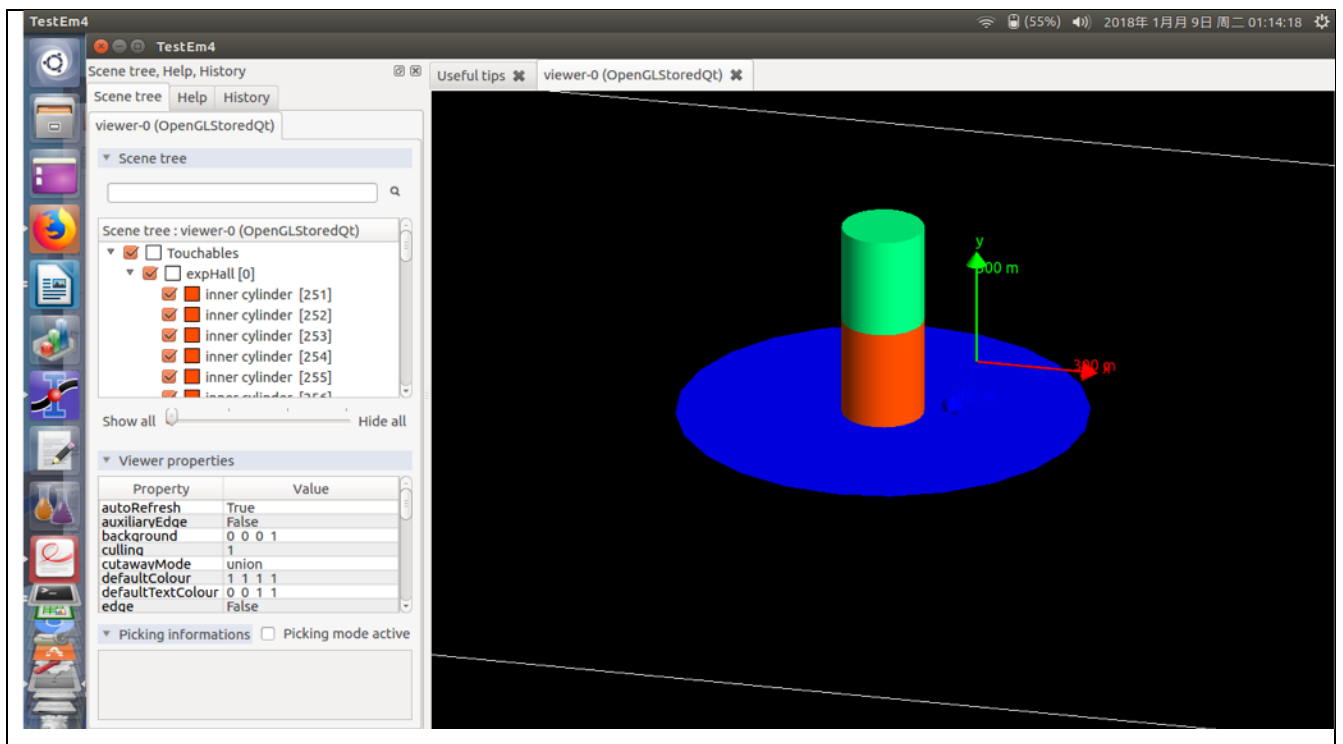 TestEm4
(55%) 2018年 1月月 9日 周二 01:14:18
TestEm4
Scene tree, Help, History
Useful tips
viewer-0 (OpenGLStoredQt)
Scene tree Help History
viewer-0 (OpenGLStoredQt)
Scene tree
Scene tree : viewer-0 (OpenGLStoredQt)
Touchables
expHall [0]
inner cylinder [251]
inner cylinder [252]
inner cylinder [253]
inner cylinder [254]
inner cylinder [255]
inner cylinder [256]
Show all Hide all
Viewer properties
Property Value
autoRefresh True
auxiliaryEdge False
background 0 0 0 1
culling 1
cutawayMode union
defaultColour 1 1 1 1
defaultTextColour 0 0 1 1
edge False
Picking informations Picking mode active
y
300 m